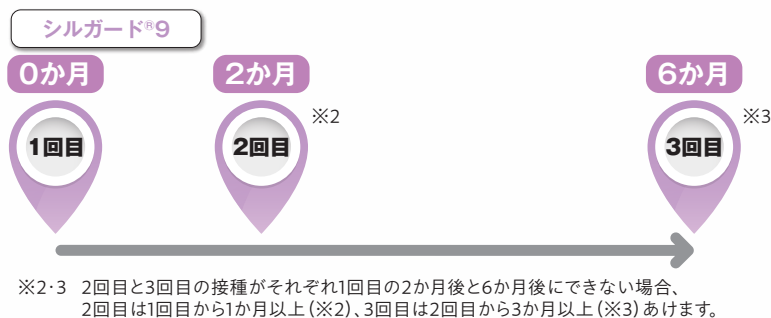 シルガード®9
0か月 2か月 6か月
※2 ※3
1回目 2回目 3回目
※2・3 2回目と3回目の接種がそれぞれ1回目の2か月後と6か月後にできない場合、
2回目は1回目から1か月以上(※2)、3回目は2回目から3か月以上(※3)あけます。